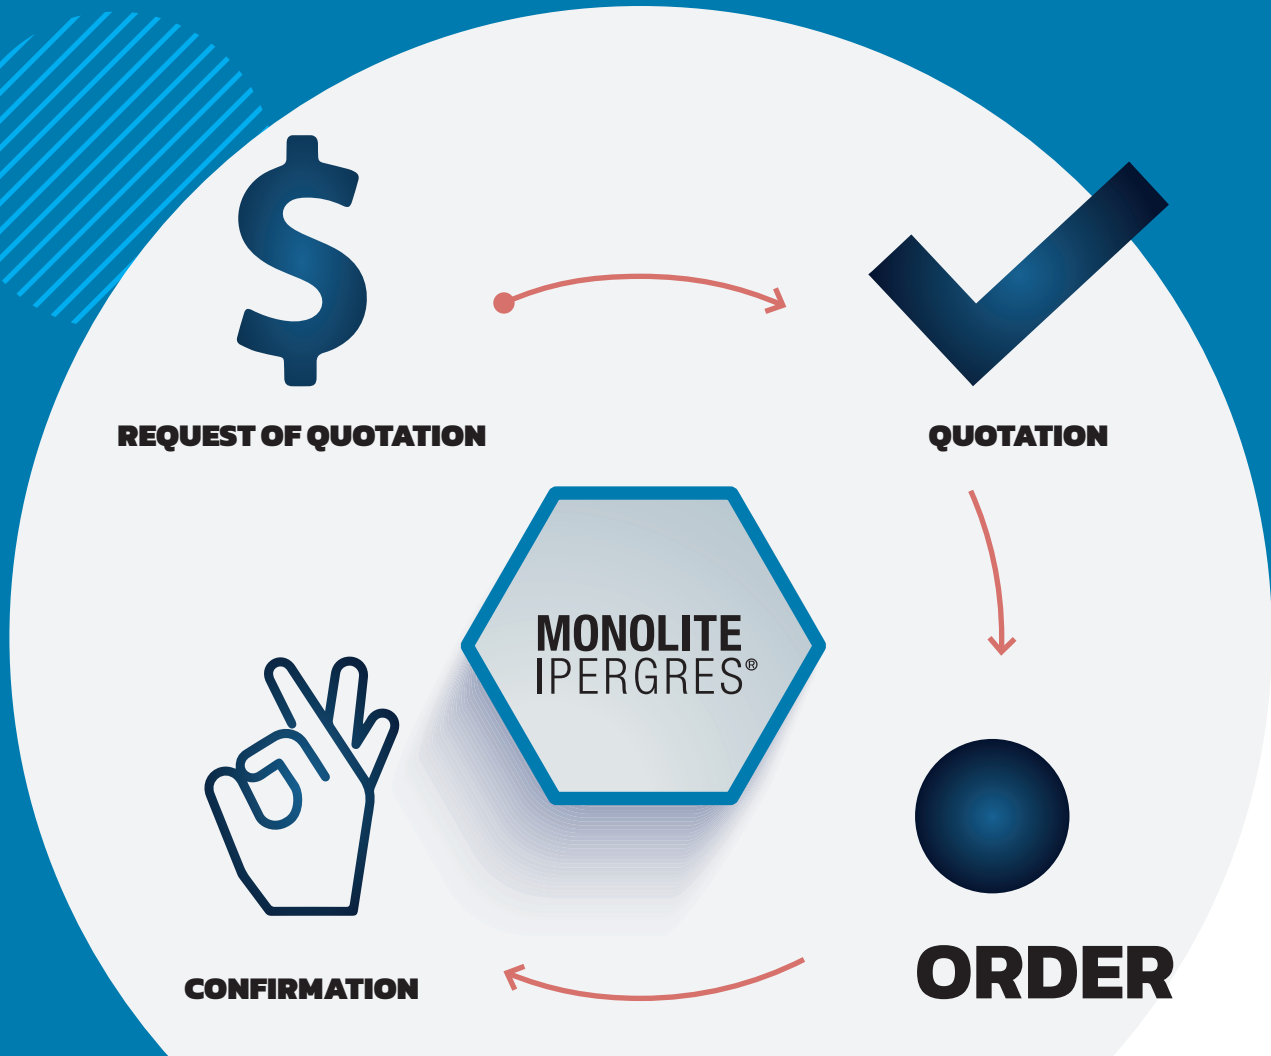 REQUEST OF QUOTATION
QUOTATION
MONOLITE
IPERGRES®
CONFIRMATION
ORDER